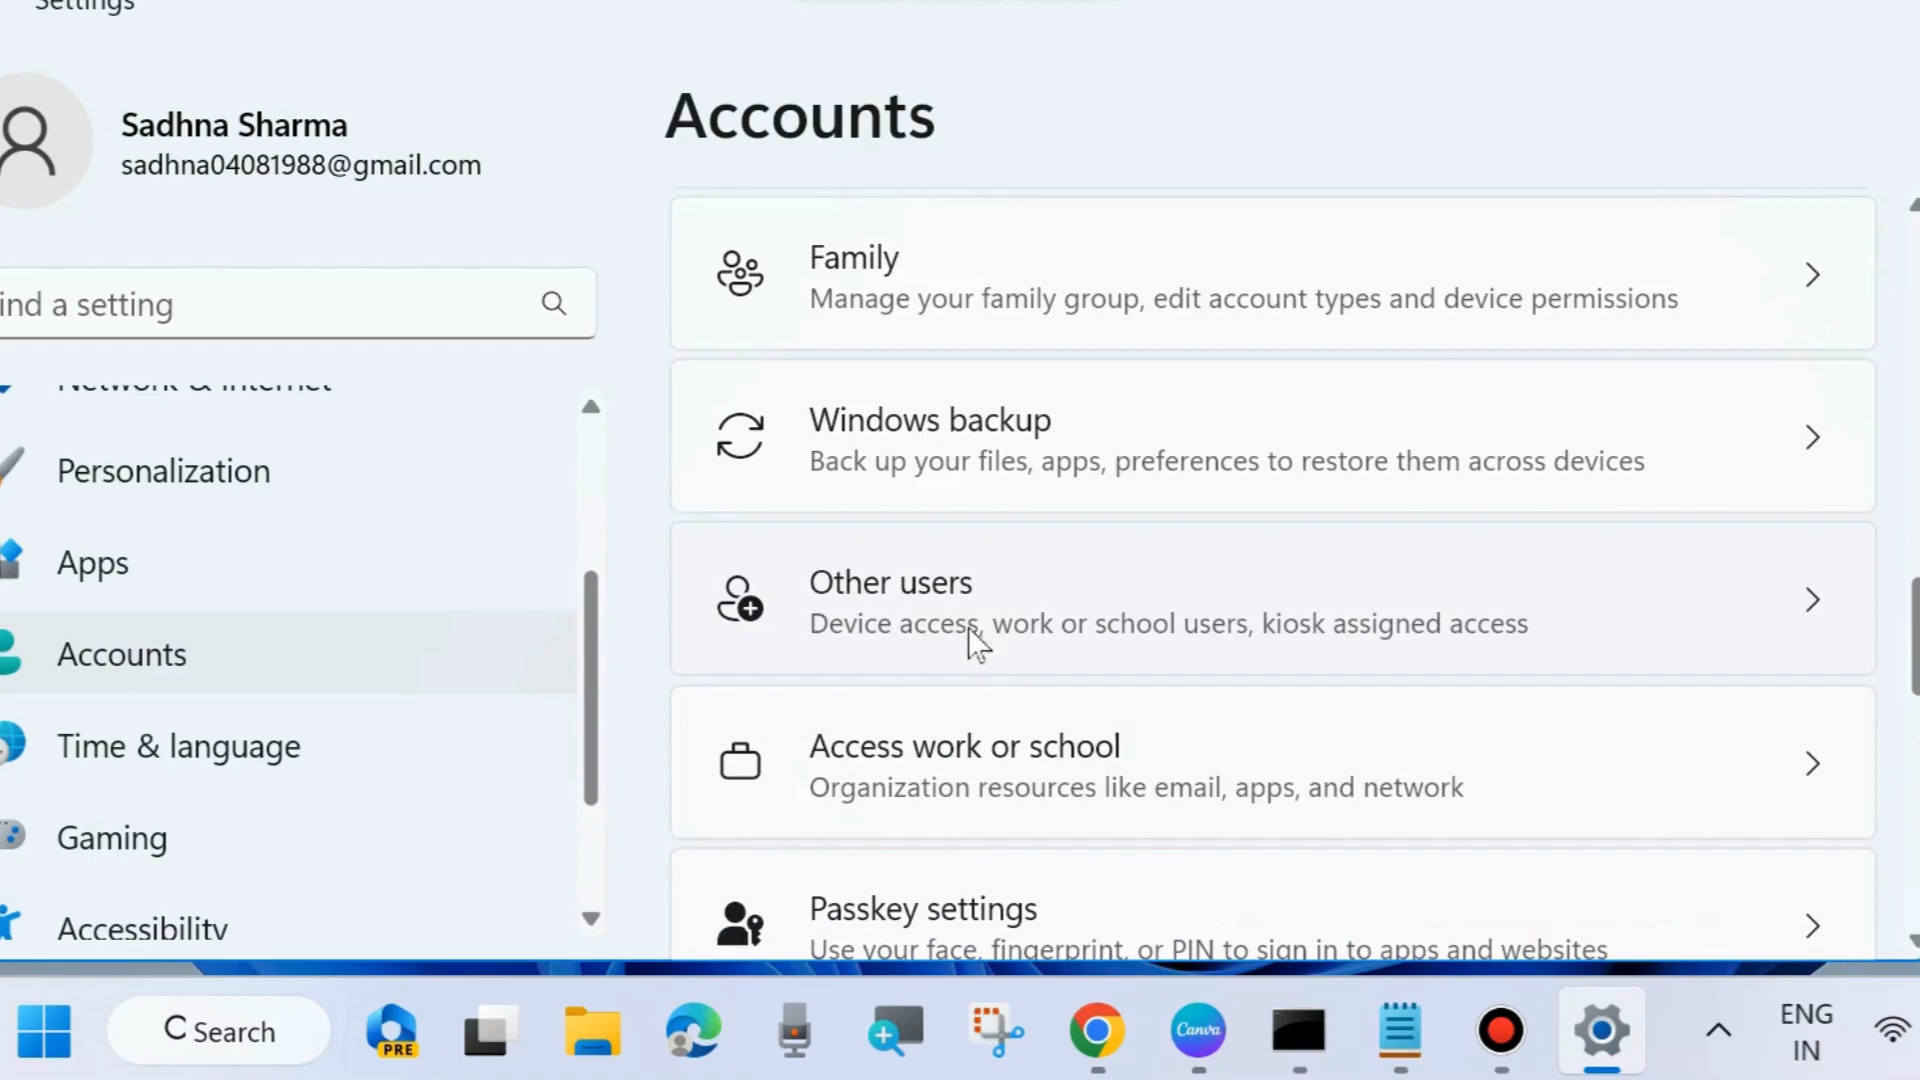 Settings
Sadhna Sharma
sadhna04081988@gmail.com
ind a setting
Network & internet
Personalization
Apps
Accounts
Time & language
Gaming
Accessibility
Accounts
Family
Manage your family group, edit account types and device permissions
Windows backup
Back up your files, apps, preferences to restore them across devices
Other users
Device access, work or school users, kiosk assigned access
Access work or school
Organization resources like email, apps, and network
Passkey settings
Use your face, fingerprint, or PIN to sign in to apps and websites
Search
PRE
Canva
ENG
IN